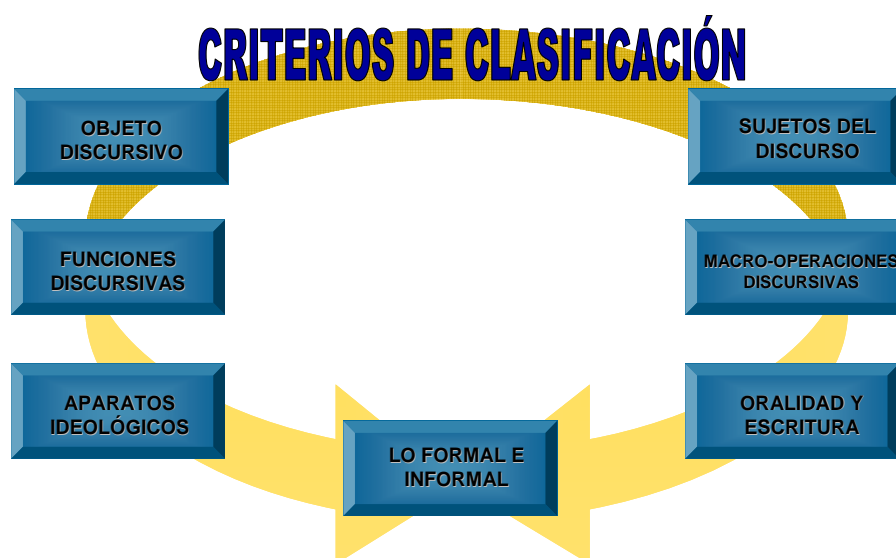 CRITERIOS DE CLASIFICACIÓN
OBJETO
DISCURSIVO
SUJETOS DEL
DISCURSO
FUNCIONES
DISCURSIVAS
MACRO-OPERACIONES
DISCURSIVAS
APARATOS
IDEOLÓGICOS
ORALIDAD Y
ESCRITURA
LO FORMAL E
INFORMAL